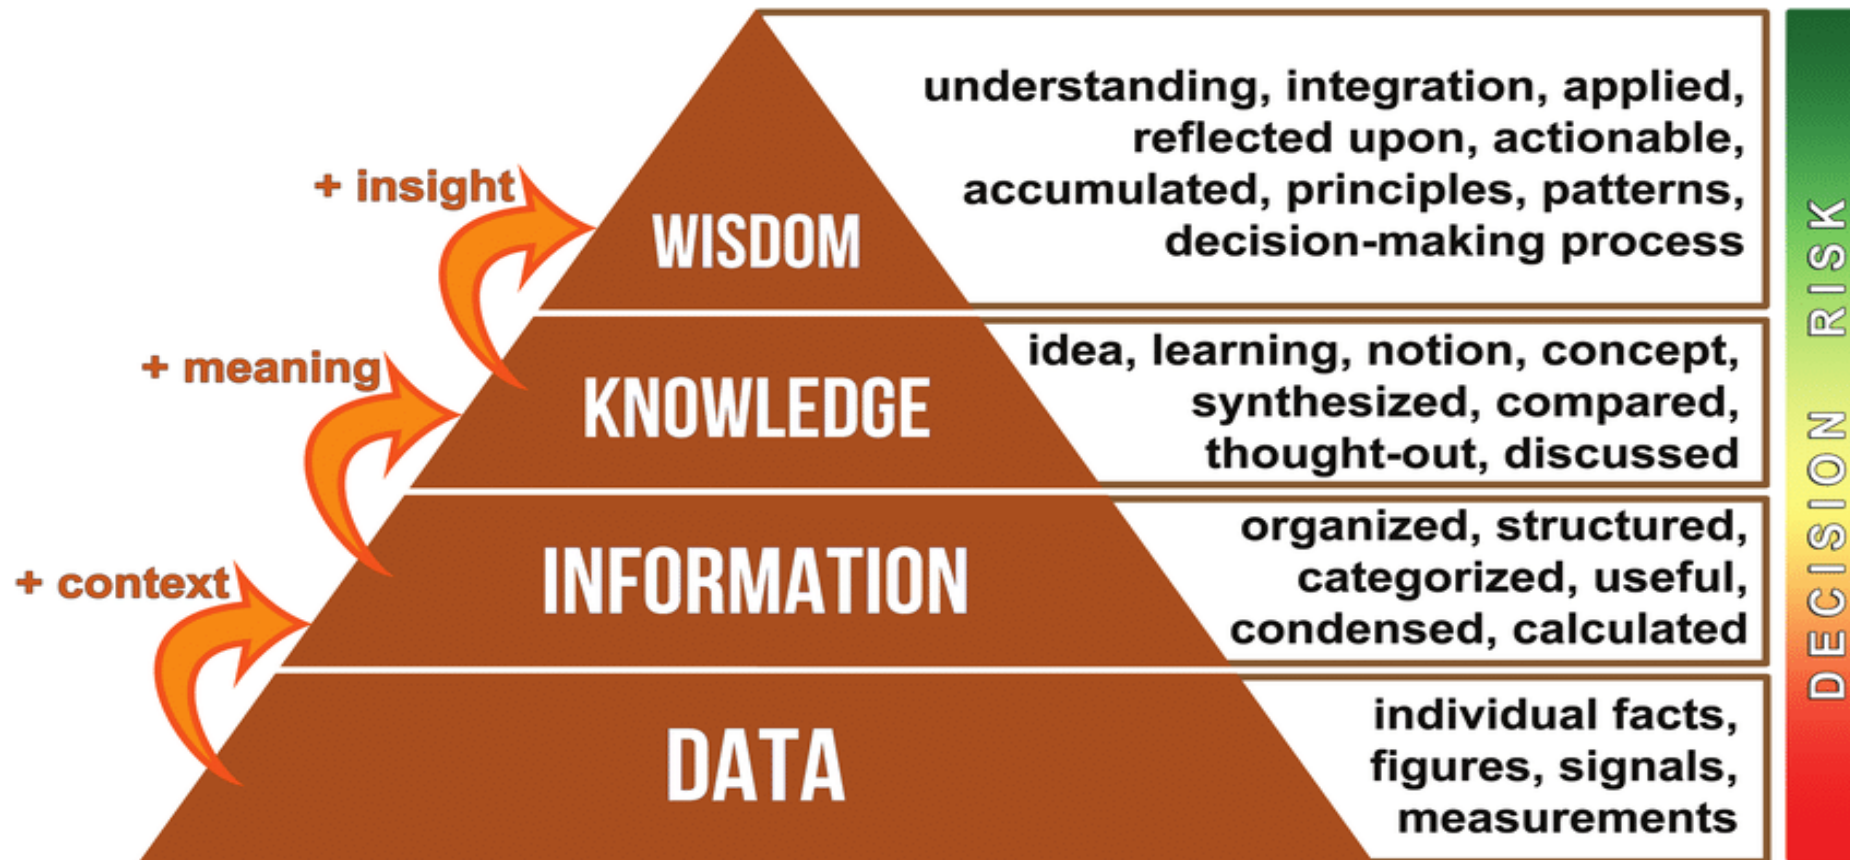 understanding, integration, applied,
reflected upon, actionable,
accumulated, principles, patterns,
decision-making process
+ insight
WISDOM
idea, learning, notion, concept,
synthesized, compared,
thought-out, discussed
+ meaning
KNOWLEDGE
organized, structured,
categorized, useful,
condensed, calculated
+ context
INFORMATION
individual facts,
figures, signals,
measurements
DATA
DECISION RISK